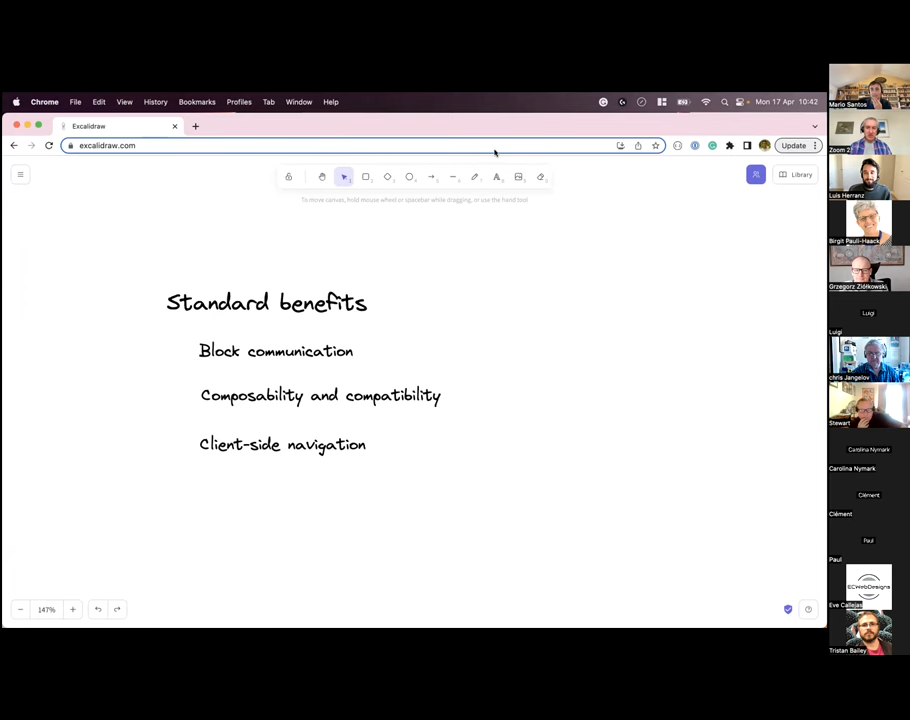 Chrome File Edit View History Bookmarks Profiles Tab Window Help Mon 17 Apr 10:42
Excalidraw
excalidraw.com Update
Library
To move canvas, hold mouse wheel or spacebar while dragging, or use the hand tool
Standard benefits
Block communication
Composability and compatibility
Client-side navigation
147%
Mario Santos
Zoom 2
Luis Herranz
Birgit Pauli-Haack
Grzegorz Ziółkowski
Luigi
Luigi
chris Jangelov
Stewart
Carolina Nymark
Carolina Nymark
Clément
Clément
Paul
Paul
ECWebDesigns
Eve Callejas
Tristan Bailey